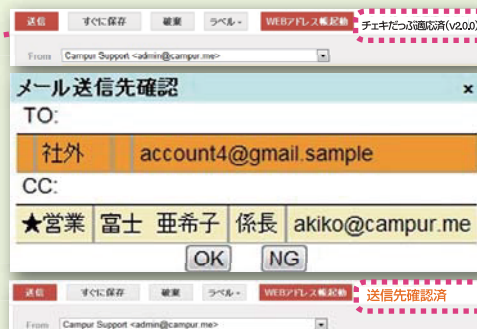 送信 すぐに保存 破棄 ラベル WEBアドレス帳起動 チェキだっぷ適応済(V2.0.0)
From Campur Support <admin@campur.me>
メール送信先確認 ×
TO:
社外 account4@gmail.sample
CC:
★営業 富士 亜希子 係長 akiko@campur.me
OK NG
送信 すぐに保存 破棄 ラベル WEBアドレス帳起動 送信先確認済
From Campur Support <admin@campur.me>